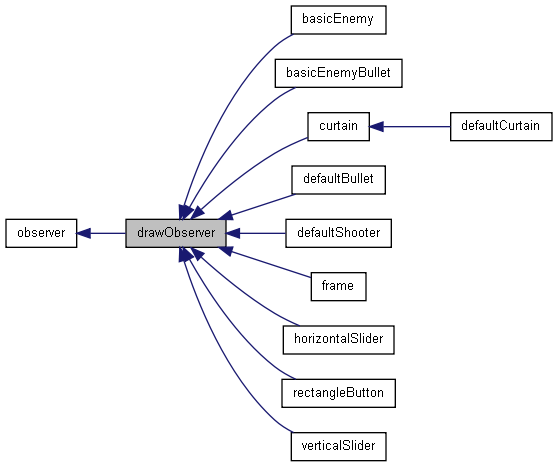 basicEnemy
basicEnemyBullet
curtain
defaultCurtain
defaultBullet
observer
drawObserver
defaultShooter
frame
horizontalSlider
rectangleButton
verticalSlider